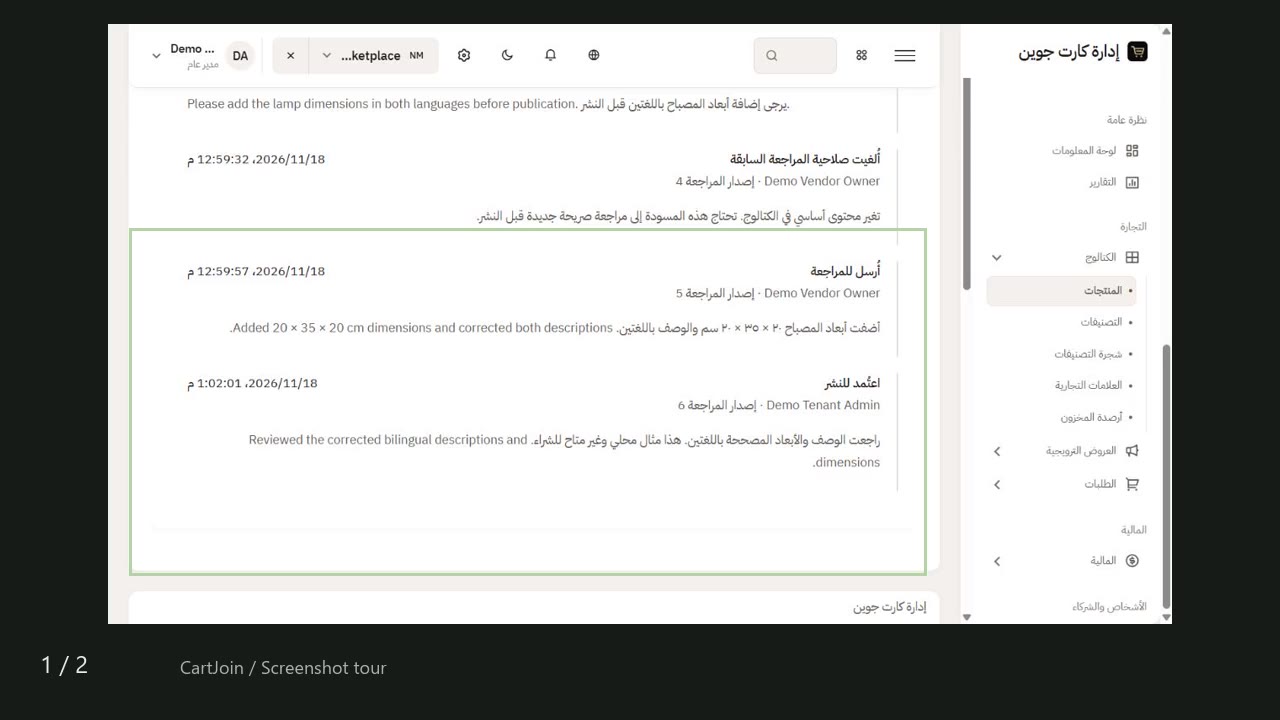 إدارة كارت جوين
نظرة عامة
لوحة المعلومات
التقارير
التجارة
الكتالوج
المنتجات
التصنيفات
شجرة التصنيفات
العلامات التجارية
أرصدة المخزون
العروض الترويجية
الطلبات
المالية
المالية
الأشخاص والشركاء
NM ketplace...
DA
Demo ...
مدير عام
Please add the lamp dimensions in both languages before publication. يرجى إضافة أبعاد المصباح باللغتين قبل النشر.
ألغيت صلاحية المراجعة السابقة
2026/11/18، 12:59:32 م
Demo Vendor Owner · إصدار المراجعة 4
تغير محتوى أساسي في الكتالوج. تحتاج هذه المسودة إلى مراجعة صريحة جديدة قبل النشر.
أُرسل للمراجعة
2026/11/18، 12:59:57 م
Demo Vendor Owner · إصدار المراجعة 5
أضفت أبعاد المصباح ٢٠ × ٣٥ × ٢٠ سم والوصف باللغتين. Added 20 × 35 × 20 cm dimensions and corrected both descriptions.
اعتُمد للنشر
2026/11/18، 1:02:01 م
Demo Tenant Admin · إصدار المراجعة 6
راجعت الوصف والأبعاد المصححة باللغتين. هذا مثال محلي وغير متاح للشراء. Reviewed the corrected bilingual descriptions and
dimensions.
إدارة كارت جوين
1 / 2
CartJoin / Screenshot tour